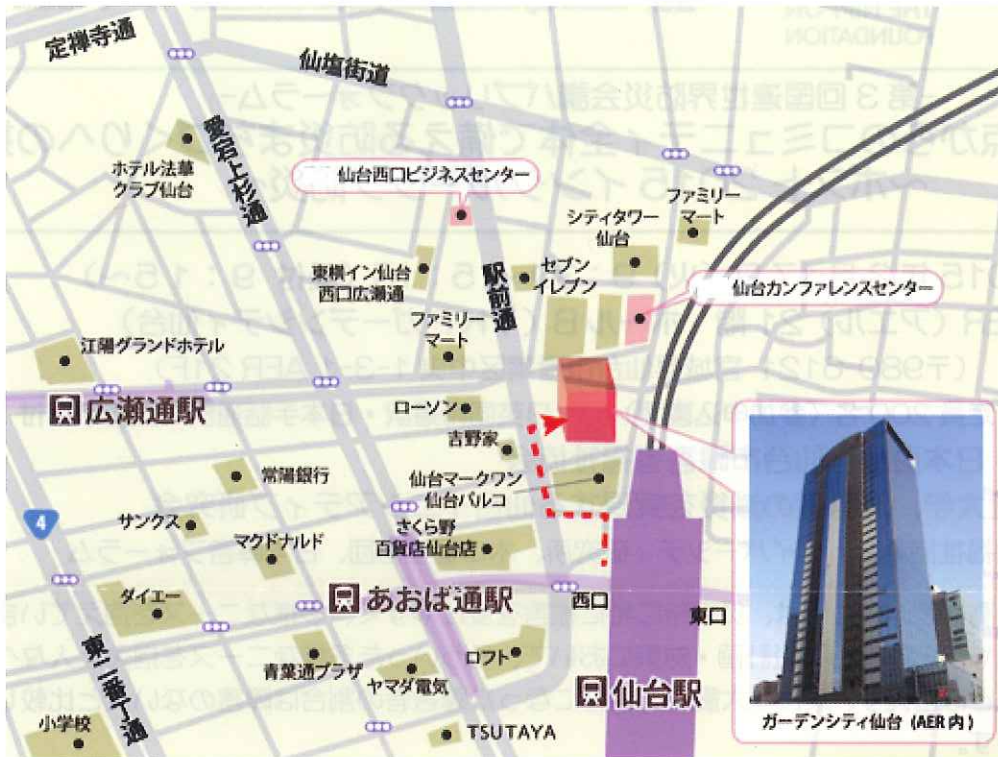 THE NIPPON
FOUNDATION
定禅寺通
仙塩街道
愛宕上杉通
ホテル法華
クラブ仙台
仙台西口ビジネスセンター
ファミリー
マート
シティタワー
仙台
東横イン仙台
西口広瀬通
駅前通
セブン
イレブン
仙台カンファレンスセンター
ファミリー
マート
江陽グランドホテル
広瀬通駅
ローソン
吉野家
常陽銀行
仙台マークワン
仙台パルコ
4
サンクス
マクドナルド
さくら野
百貨店仙台店
ダイエー
あおば通駅
西口
東口
東二番丁通
青葉通プラザ
ヤマダ電気
ロフト
仙台駅
小学校
TSUTAYA
ガーデンシティ仙台 (AER 内)